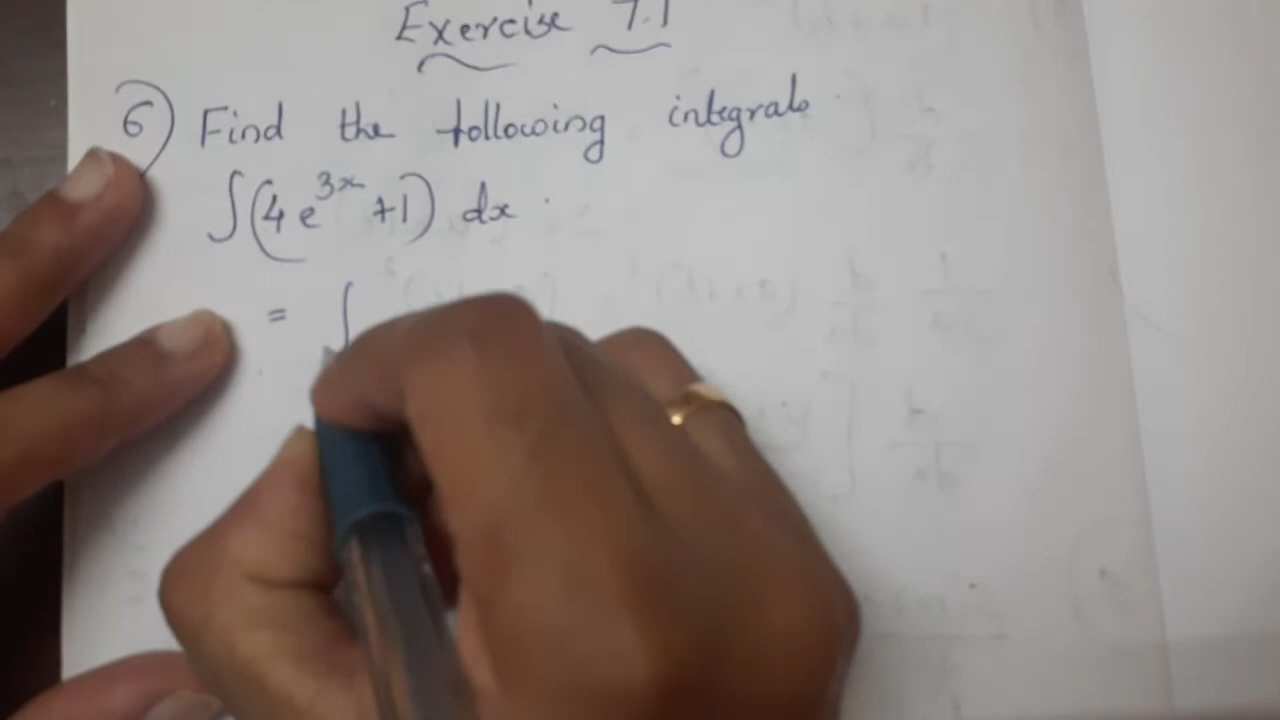 Exercise 7.1
6) Find the following integrals
∫(4e^{3x}+1) dx.
= ∫